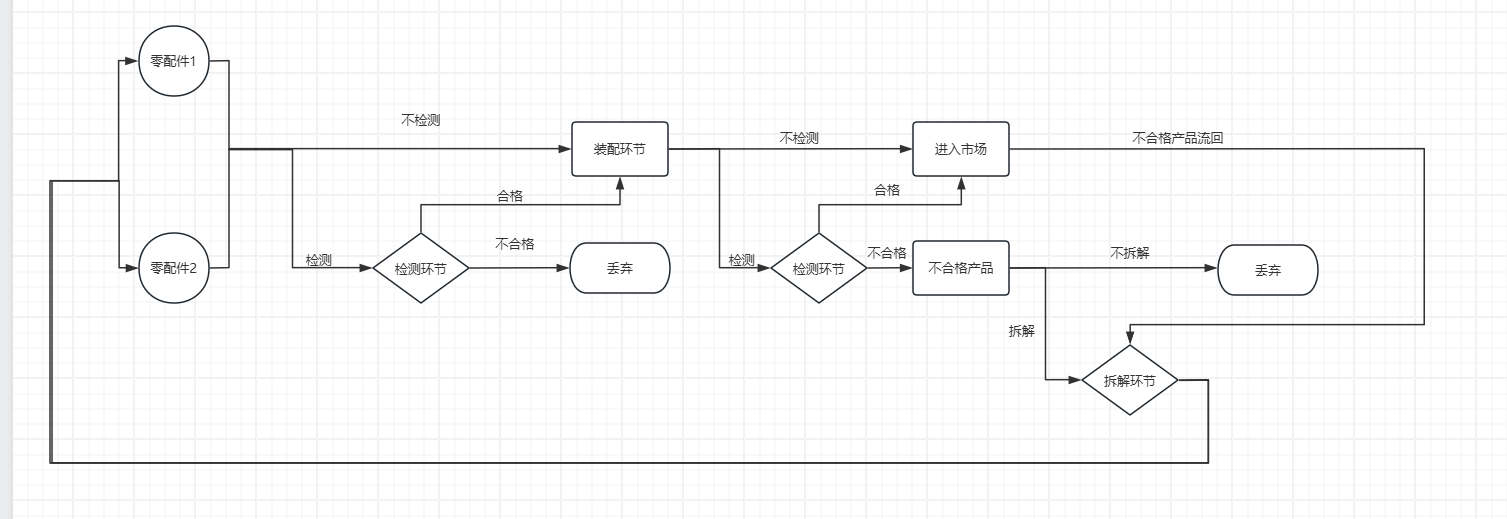 零配件1
不检测
装配环节
不检测
进入市场
不合格产品流回
合格
合格
零配件2
检测
检测环节
不合格
丢弃
检测
检测环节
不合格
不合格产品
不拆解
丢弃
拆解
拆解环节